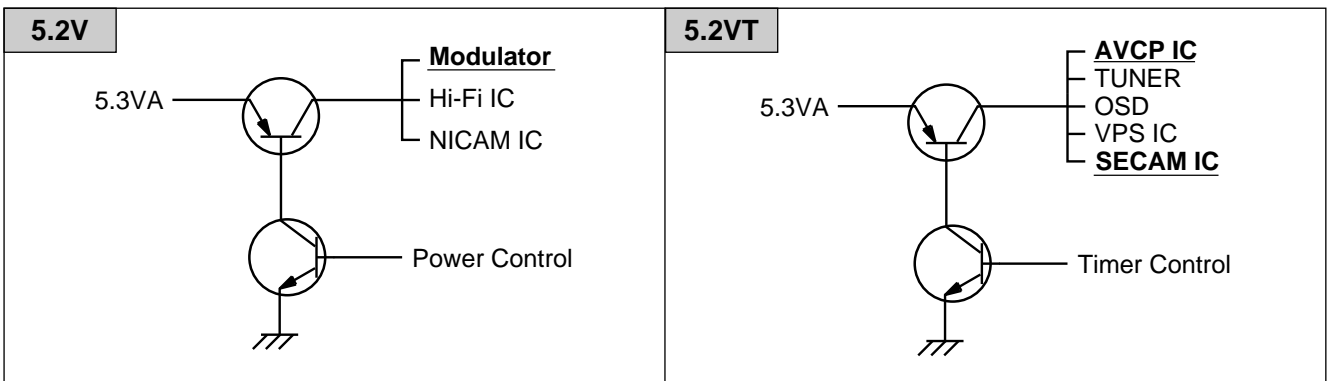 5.2V
Modulator
5.3VA
Hi-Fi IC
NICAM IC
Power Control
5.2VT
AVCP IC
TUNER
5.3VA
OSD
VPS IC
SECAM IC
Timer Control